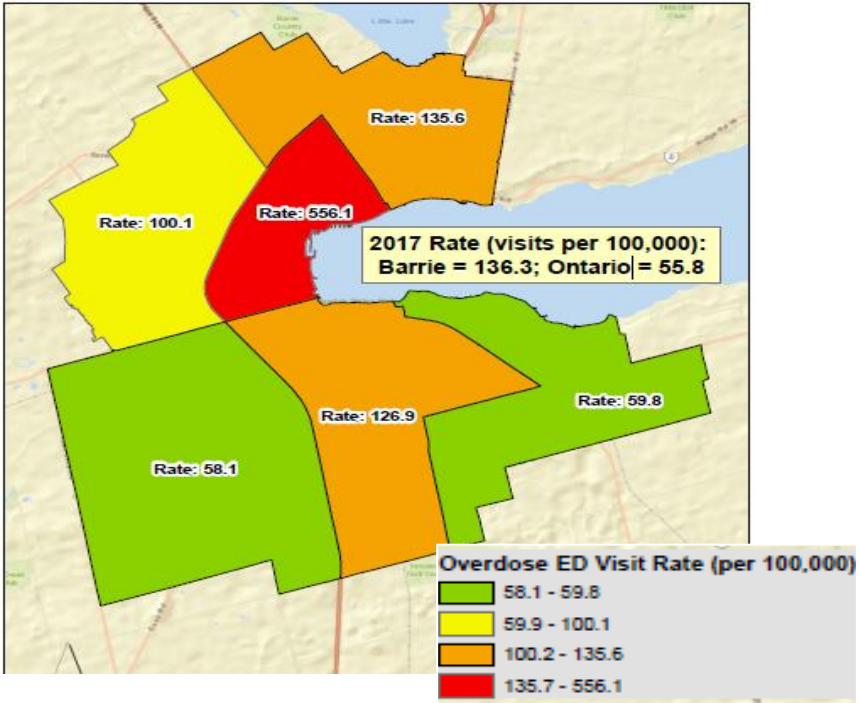 Little Lake
Rate: 135.6
Rate: 556.1
Rate: 100.1
2017 Rate (visits per 100,000):
Barrie = 136.3; Ontario = 55.8
Rate: 59.8
Rate: 126.9
Rate: 58.1
Overdose ED Visit Rate (per 100,000)
58.1 - 59.8
59.9 - 100.1
100.2 - 135.6
135.7 - 556.1